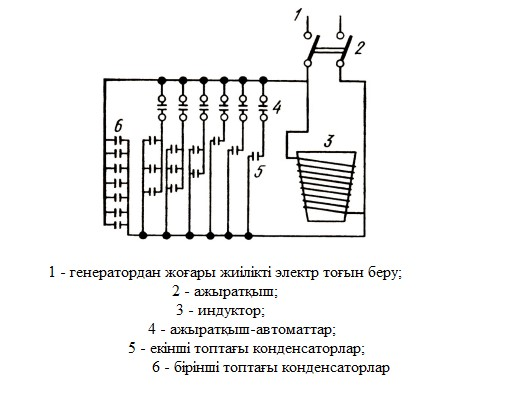 1
2
3
4
5
6
1 - генератордан жоғары жиілікті электр тоғын беру;
2 - ажыратқыш;
3 - индуктор;
4 - ажыратқыш-автоматтар;
5 - екінші топтағы конденсаторлар;
6 - бірінші топтағы конденсаторлар